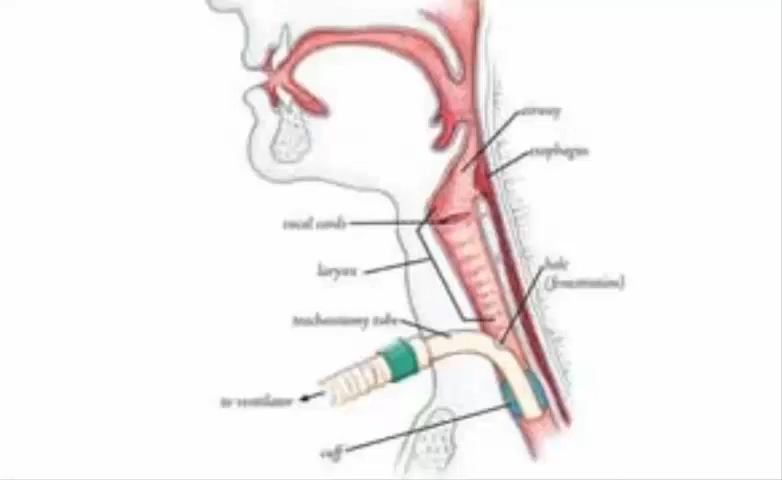 airway
esophagus
vocal cords
larynx
hole
(fenestration)
tracheostomy tube
to ventilator
cuff